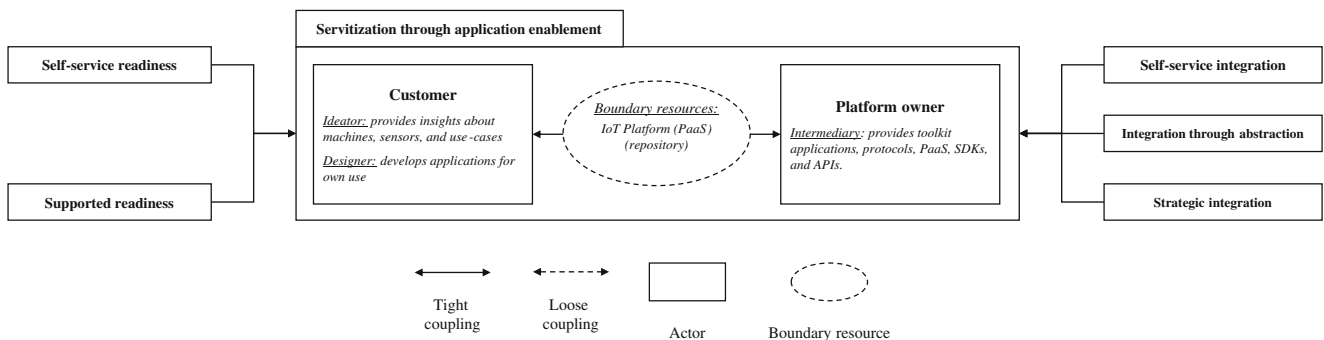 Servitization through application enablement
Self-service readiness
Supported readiness
Customer
Ideator: provides insights about
machines, sensors, and use-cases
Designer: develops applications for
own use
Boundary resources:
IoT Platform (PaaS)
(repository)
Platform owner
Intermediary: provides toolkit
applications, protocols, PaaS, SDKs,
and APIs.
Self-service integration
Integration through abstraction
Strategic integration
Tight
coupling
Loose
coupling
Actor
Boundary resource